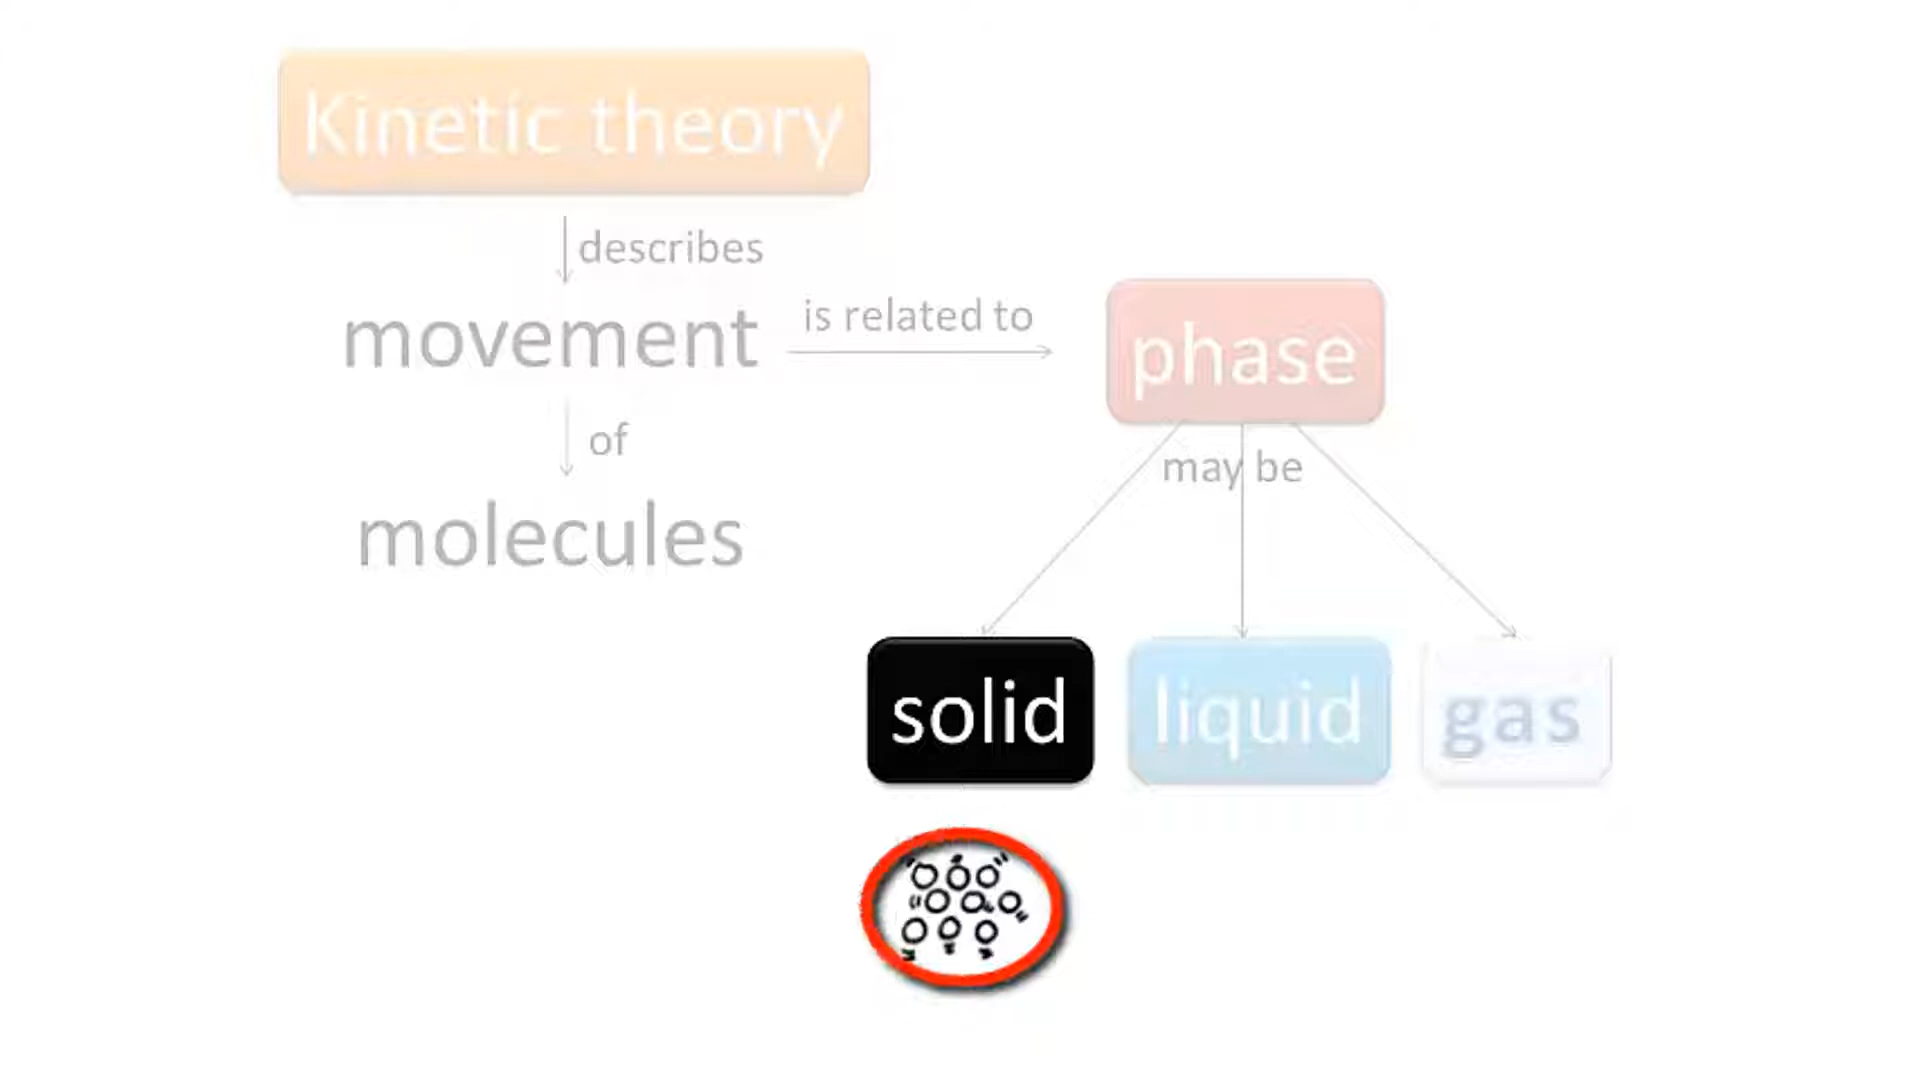 Kinetic theory
describes
movement
is related to
phase
of
may be
molecules
solid
liquid
gas